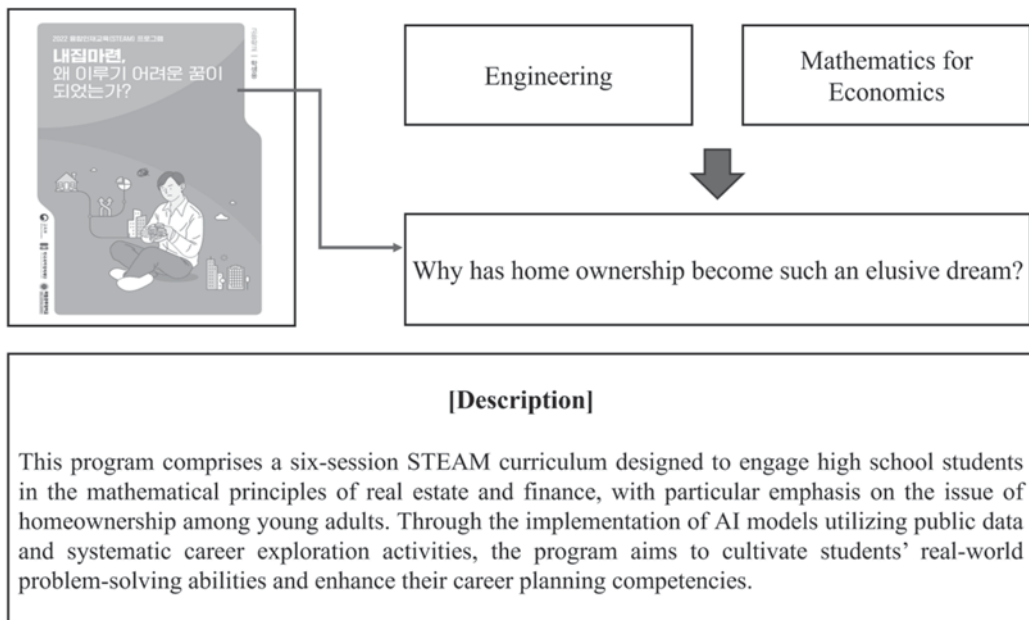 2022 융합인재교육(STEAM) 프로그램
내집마련,
왜 이루기 어려운 꿈이
되었는가?
Engineering
Mathematics for
Economics
Why has home ownership become such an elusive dream?
[Description]
This program comprises a six-session STEAM curriculum designed to engage high school students
in the mathematical principles of real estate and finance, with particular emphasis on the issue of
homeownership among young adults. Through the implementation of AI models utilizing public data
and systematic career exploration activities, the program aims to cultivate students’ real-world
problem-solving abilities and enhance their career planning competencies.